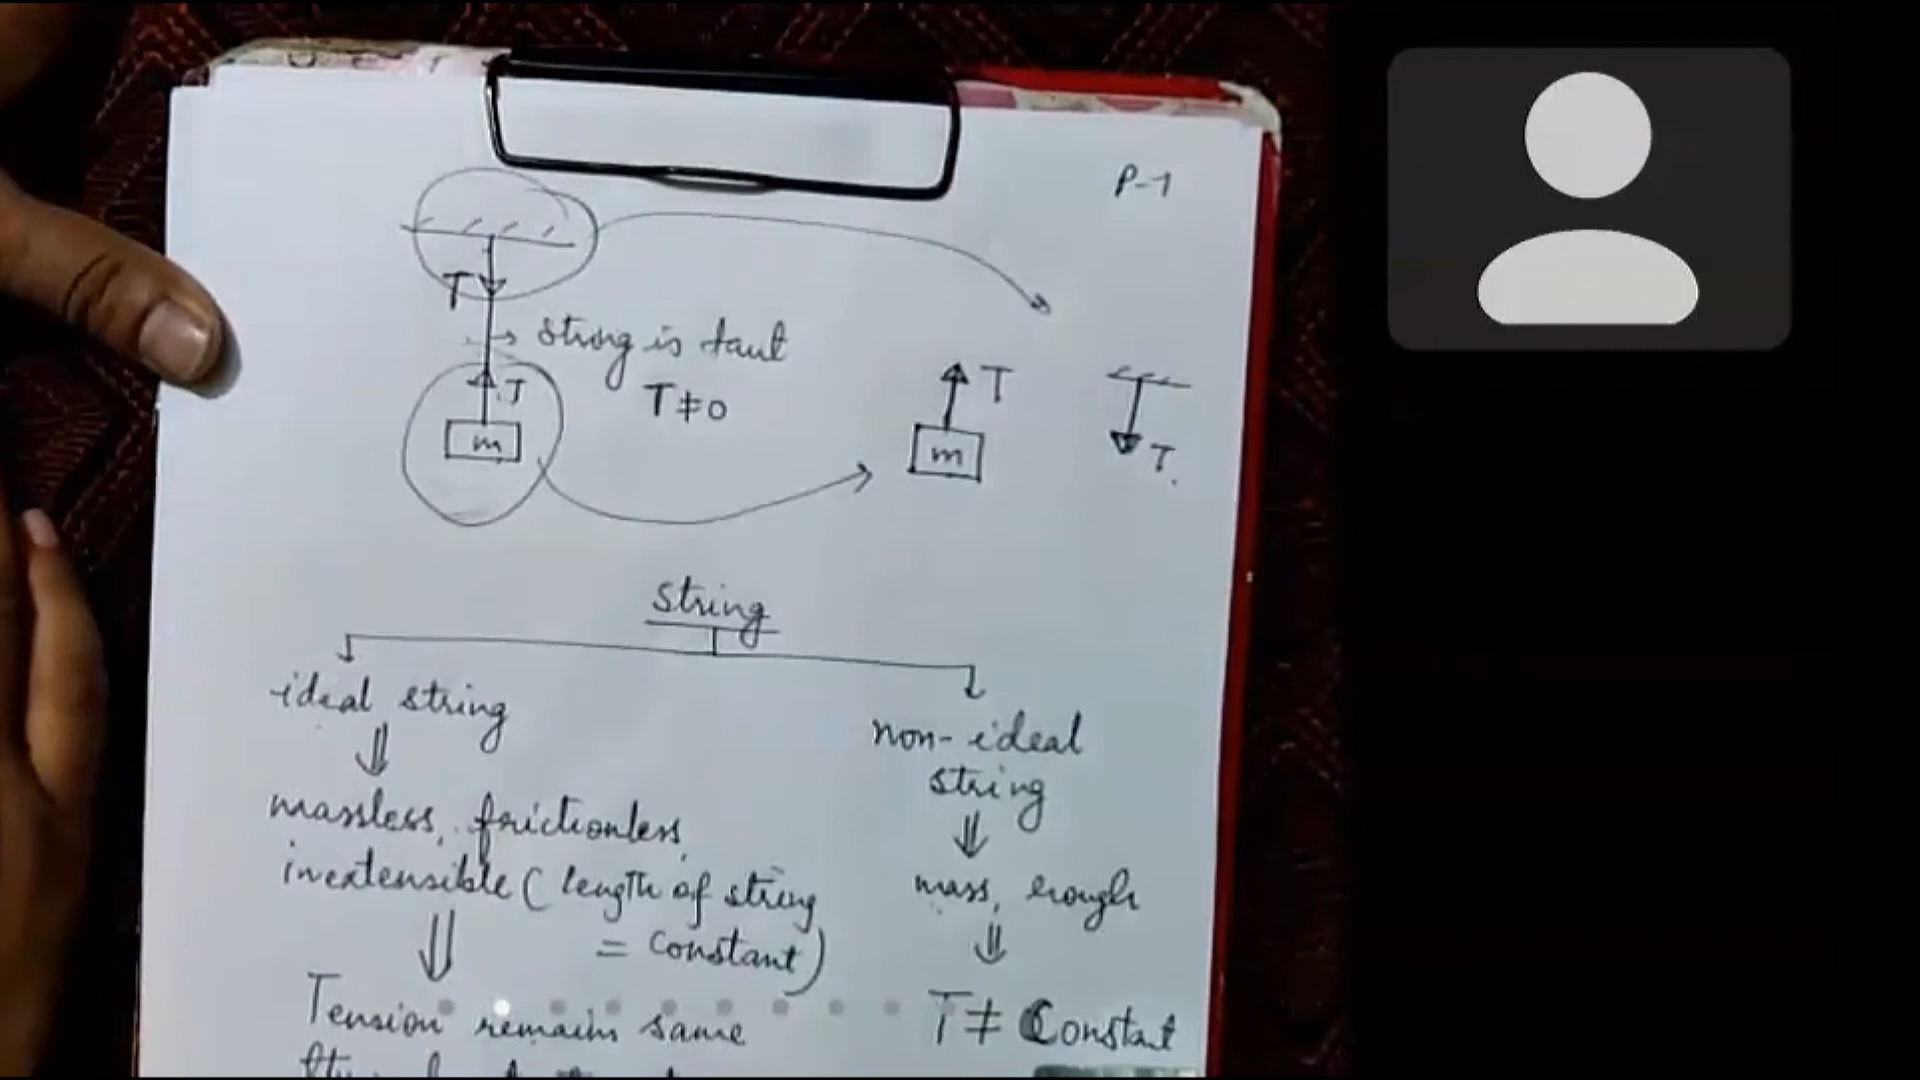 P-1
T
string is taut
T≠0
T
m
T
m
T.
string
ideal string
non-ideal
string
massless, frictionless,
inextensible (length of string
= constant)
mass, rough
Tension remains same
T ≠ Constant